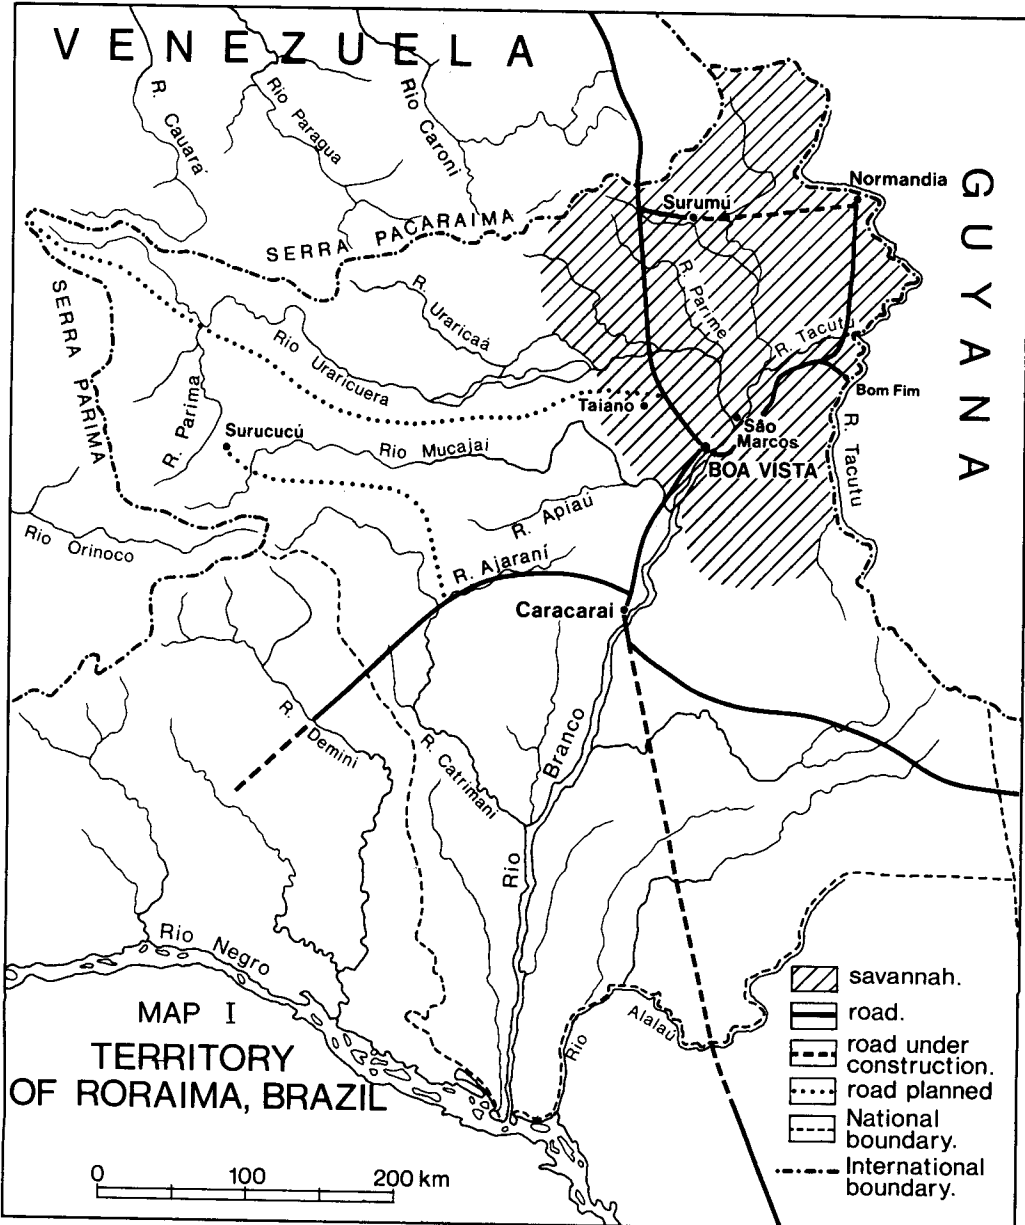 VENEZUELA
R. Cauará
Rio Paragua
Rio Caroni
GUYANA
Normandia
Surumú
SERRA PACARAIMA
SERRA PARIMA
R. Uraricaá
R. Parime
R. Tacutú
Rio Uraricuera
R. Parima
Bom Fim
Taiano
São
Marcos
Surucucú
Rio Mucajaí
BOA VISTA
R. Tacutu
R. Apiaú
Rio Orinoco
R. Ajaraní
Caracarai
R. Demini
R. Catrimani
Rio Branco
Rio Negro
Rio Alalaú
MAP I
TERRITORY
OF RORAIMA, BRAZIL
0 100 200 km
savannah.
road.
road under
construction.
road planned
National
boundary.
International
boundary.